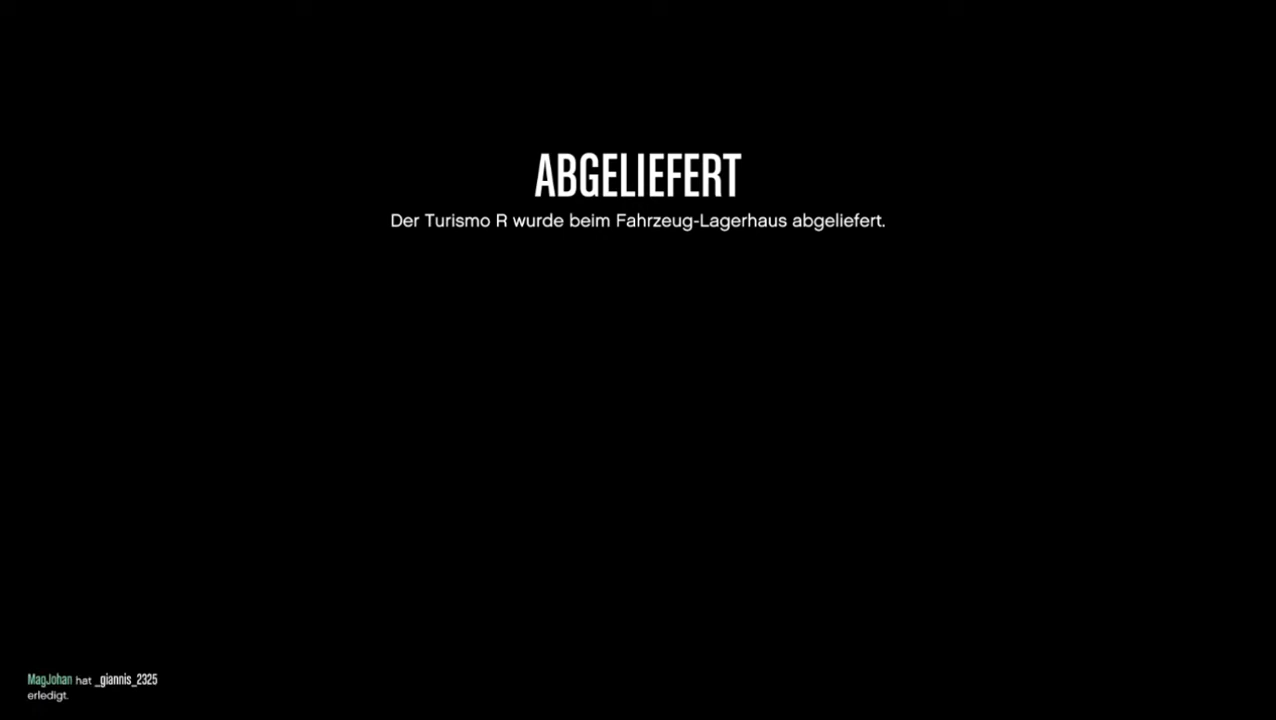 ABGELIEFERT
Der Turismo R wurde beim Fahrzeug-Lagerhaus abgeliefert.
MagJohan hat _giannis_2325
erledigt.